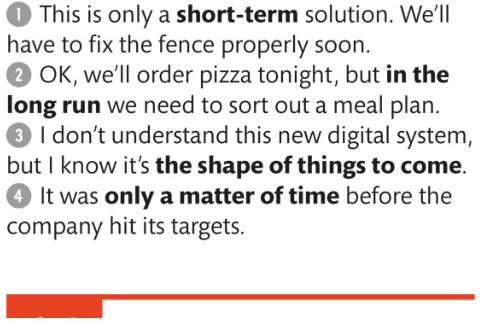 1 This is only a short-term solution. We'll
have to fix the fence properly soon.
2 OK, we'll order pizza tonight, but in the
long run we need to sort out a meal plan.
3 I don't understand this new digital system,
but I know it's the shape of things to come.
4 It was only a matter of time before the
company hit its targets.